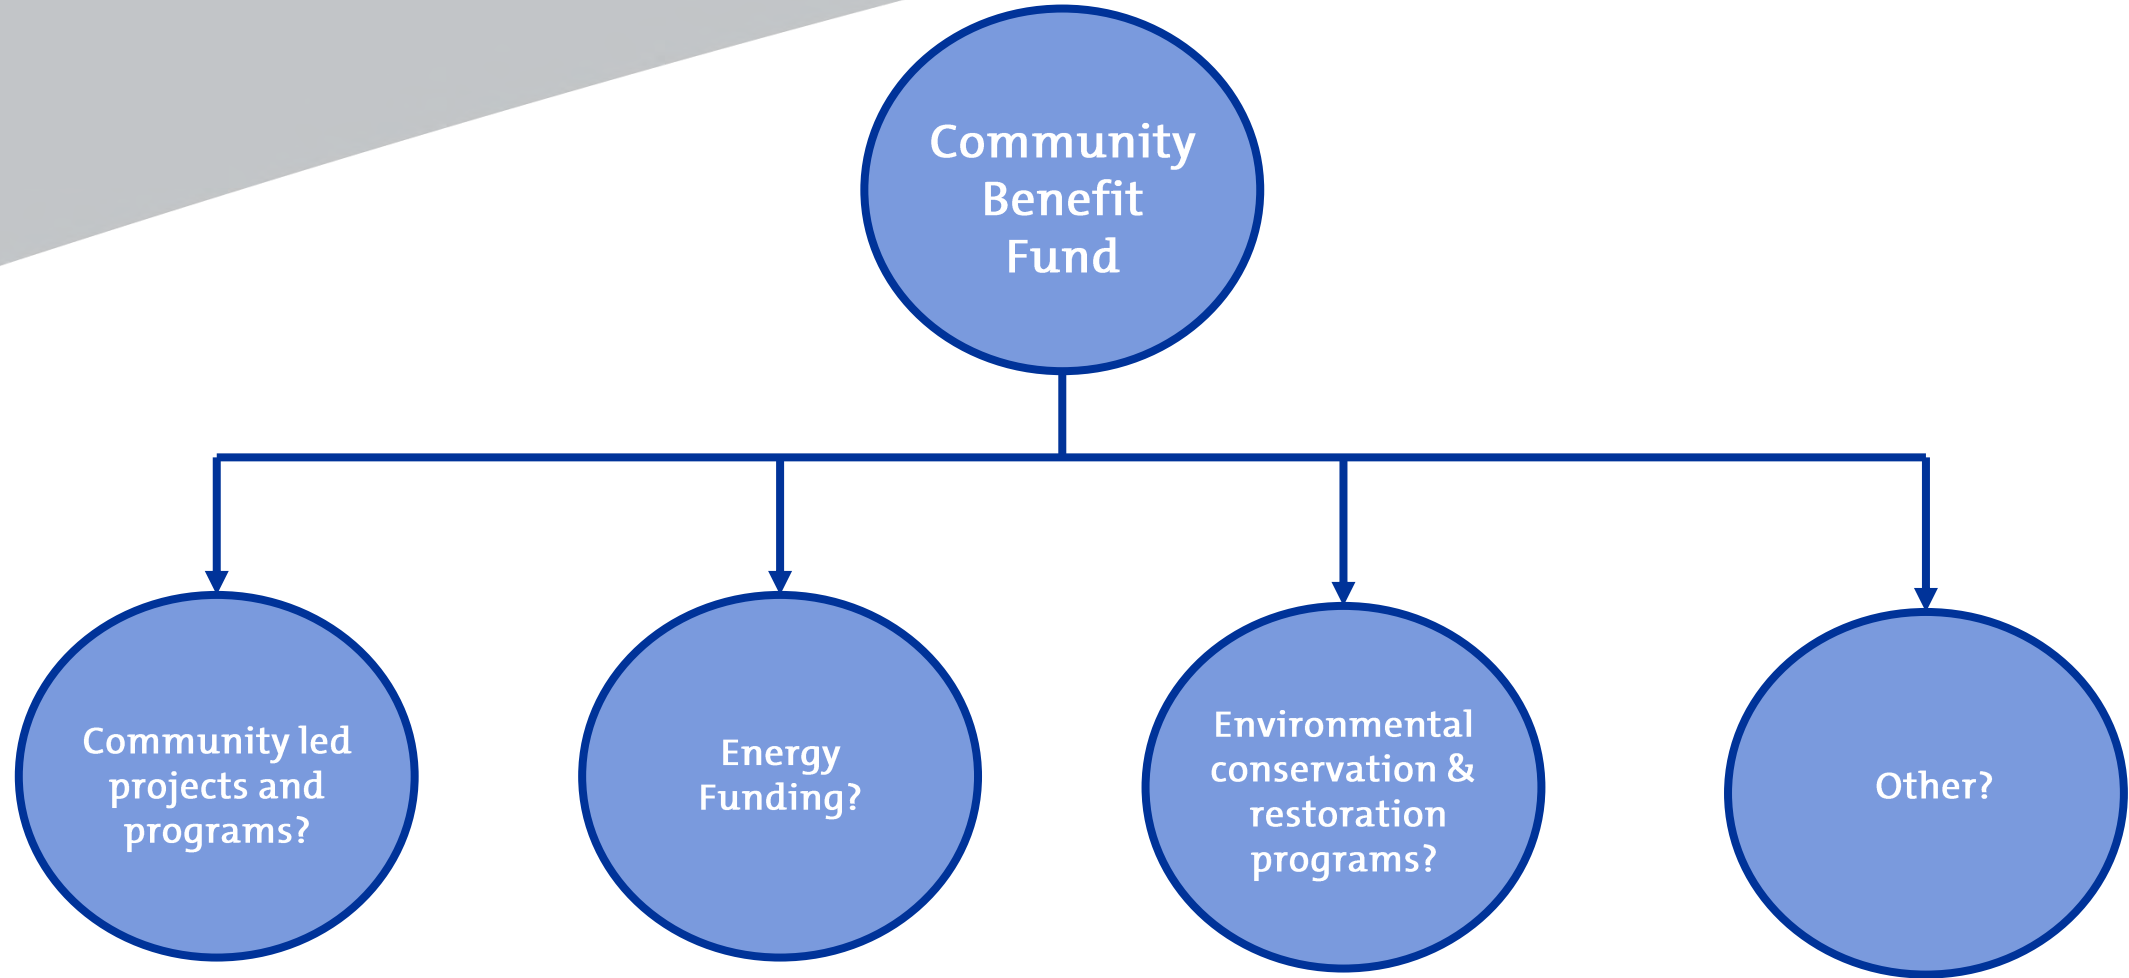 Community
Benefit
Fund
Community led
projects and
programs?
Energy
Funding?
Environmental
conservation &
restoration
programs?
Other?